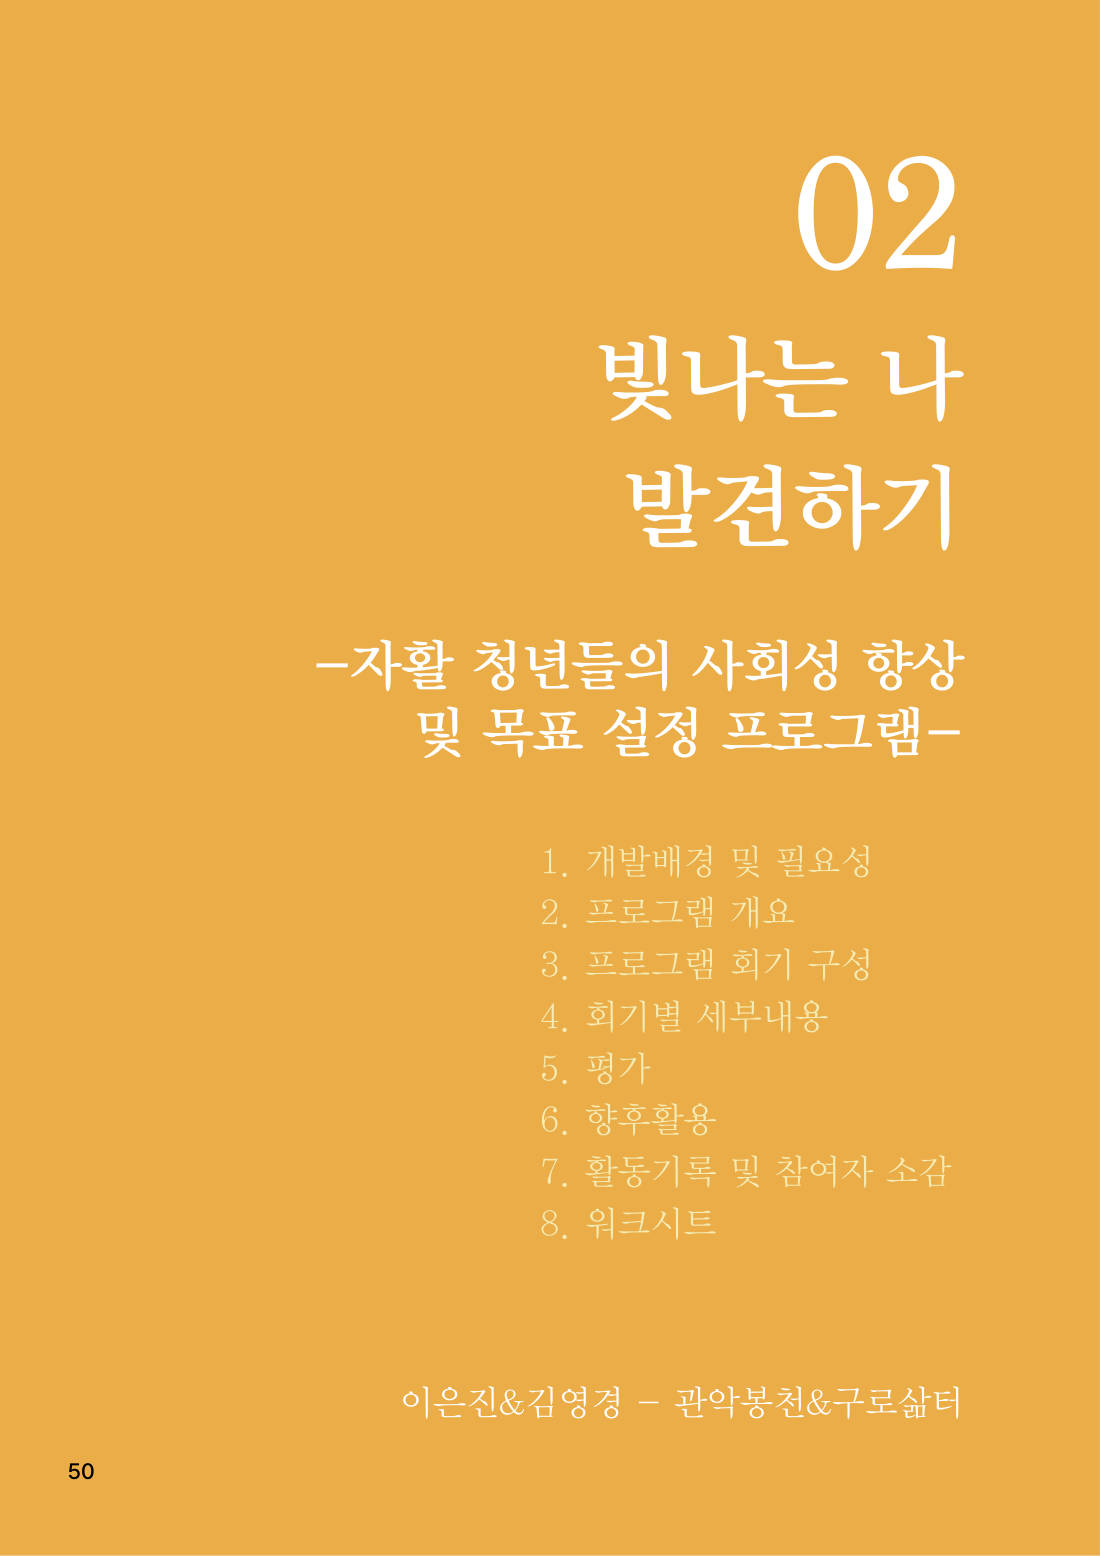 02
빛나는 나
발견하기
-자활 청년들의 사회성 향상
및 목표 설정 프로그램-
1. 개발배경 및 필요성
2. 프로그램 개요
3. 프로그램 회기 구성
4. 회기별 세부내용
5. 평가
6. 향후활용
7. 활동기록 및 참여자 소감
8. 워크시트
이은진&김영경 - 관악봉천&구로삶터
50